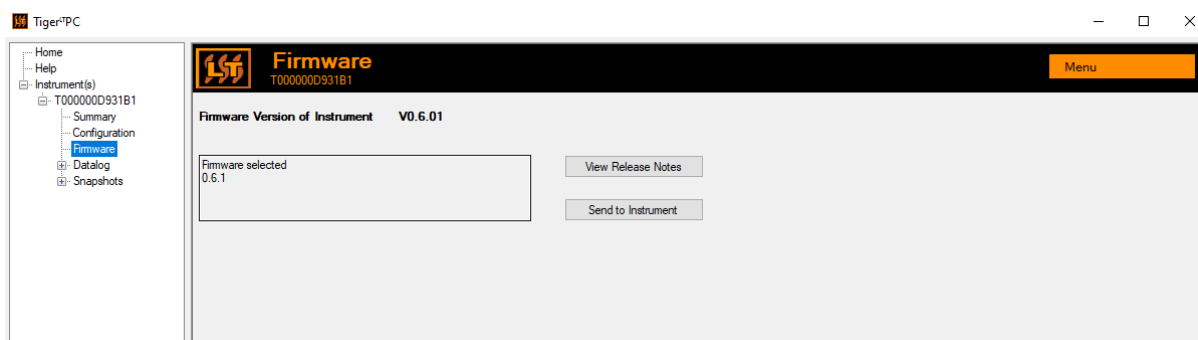 TigerᴸᵀPC
Home
Help
Instrument(s)
T000000D931B1
Summary
Configuration
Firmware
Datalog
Snapshots
Firmware
T000000D931B1
Menu
Firmware Version of Instrument V0.6.01
Firmware selected
0.6.1
View Release Notes
Send to Instrument